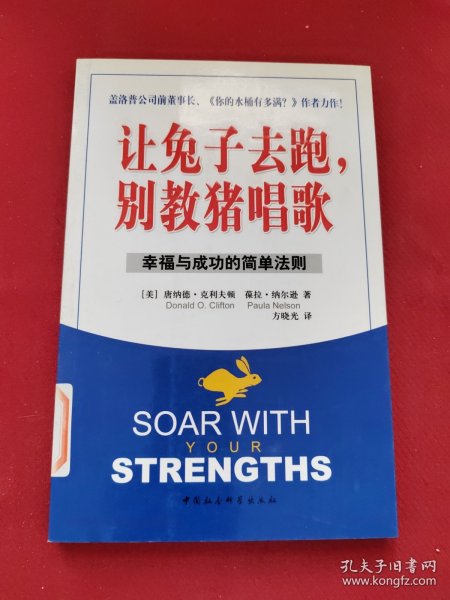 盖洛普公司前董事长、《你的水桶有多满？》作者力作！
让兔子去跑，
别教猪唱歌
幸福与成功的简单法则
［美］唐纳德·克利夫顿 葆拉·纳尔逊 著
Donald O. Clifton Paula Nelson
方晓光 译
SOAR WITH
YOUR
STRENGTHS
中国社会科学出版社
孔夫子旧书网
www.kongfz.com